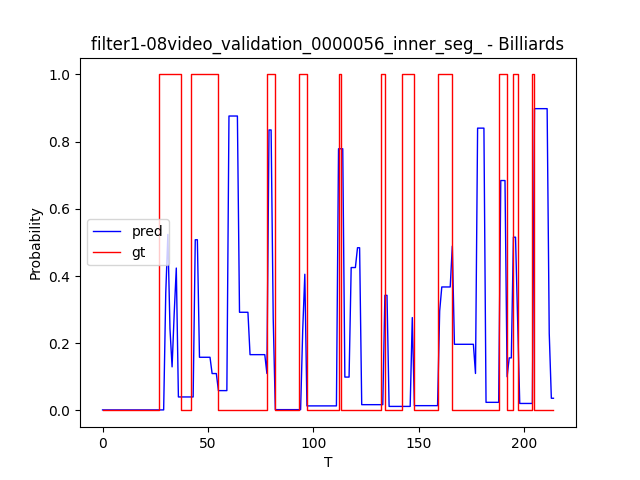 filter1-08video_validation_0000056_inner_seg_ - Billiards
1.0
0.8
0.6
0.4
0.2
0.0
Probability
pred
gt
0
50
100
150
200
T